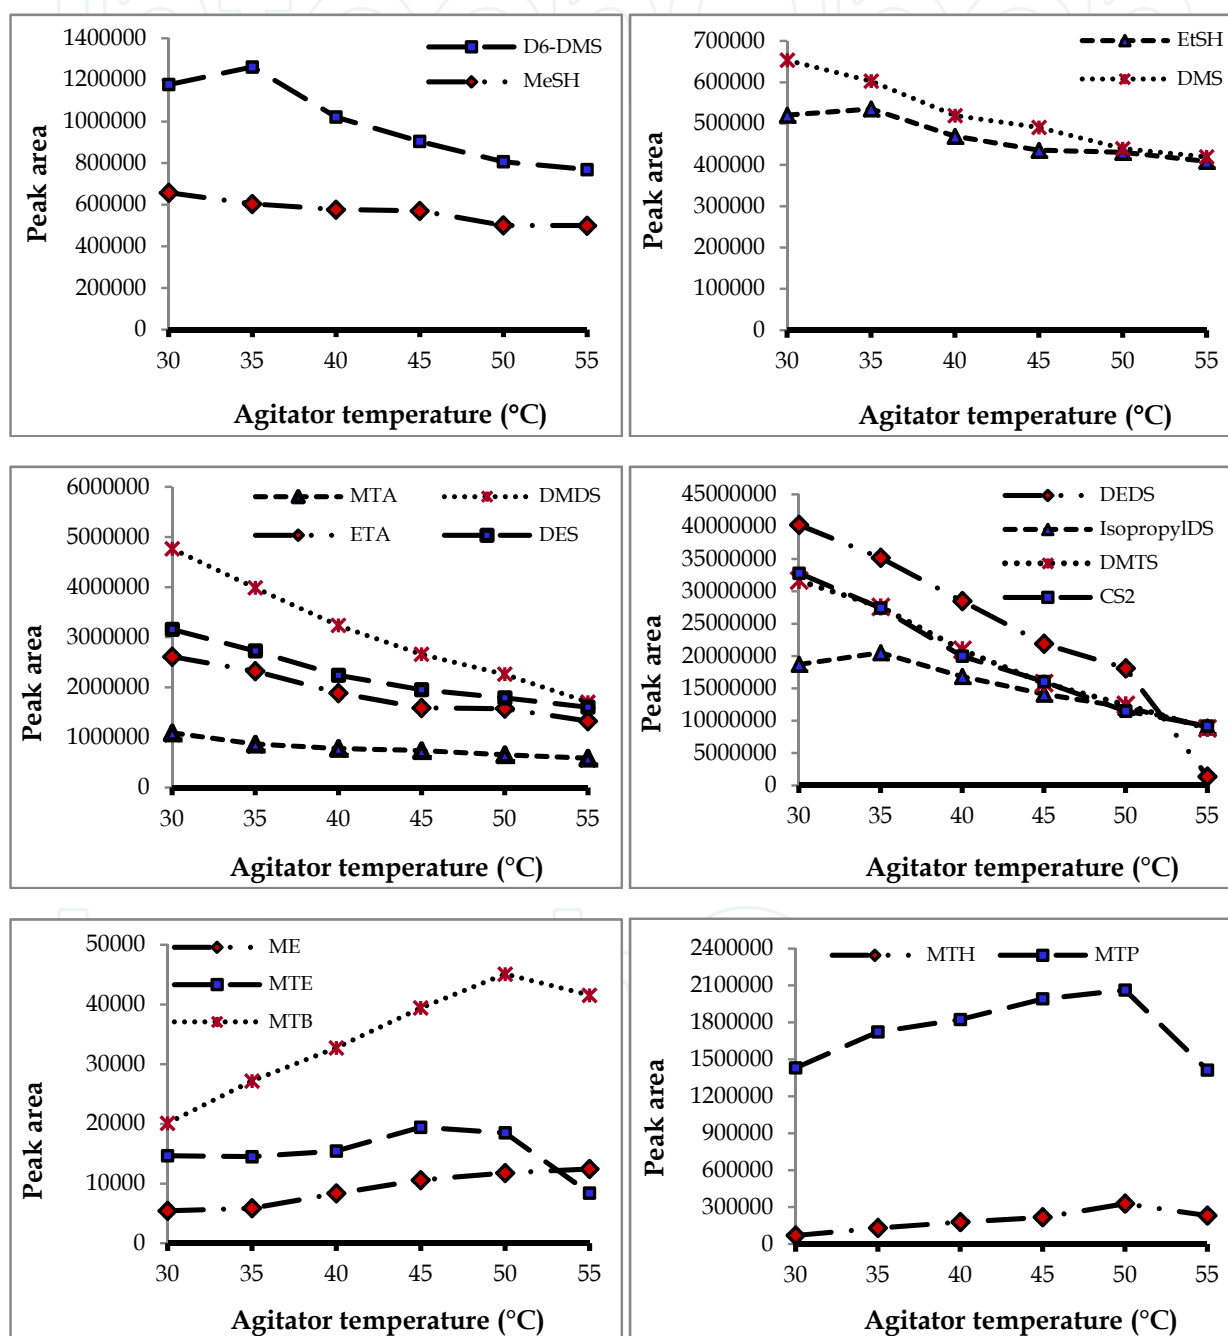 1400000
1200000
1000000
800000
600000
400000
200000
0
Peak area
D6-DMS
MeSH
30 35 40 45 50 55
Agitator temperature (°C)
700000
600000
500000
400000
300000
200000
100000
0
Peak area
EtSH
DMS
30 35 40 45 50 55
Agitator temperature (°C)
6000000
5000000
4000000
3000000
2000000
1000000
0
Peak area
MTA DMDS
ETA DES
30 35 40 45 50 55
Agitator temperature (°C)
45000000
40000000
35000000
30000000
25000000
20000000
15000000
10000000
5000000
0
Peak area
DEDS
IsopropylDS
DMTS
CS2
30 35 40 45 50 55
Agitator temperature (°C)
50000
40000
30000
20000
10000
0
Peak area
ME
MTE
MTB
30 35 40 45 50 55
Agitator temperature (°C)
2400000
2100000
1800000
1500000
1200000
900000
600000
300000
0
Peak area
MTH MTP
30 35 40 45 50 55
Agitator temperature (°C)